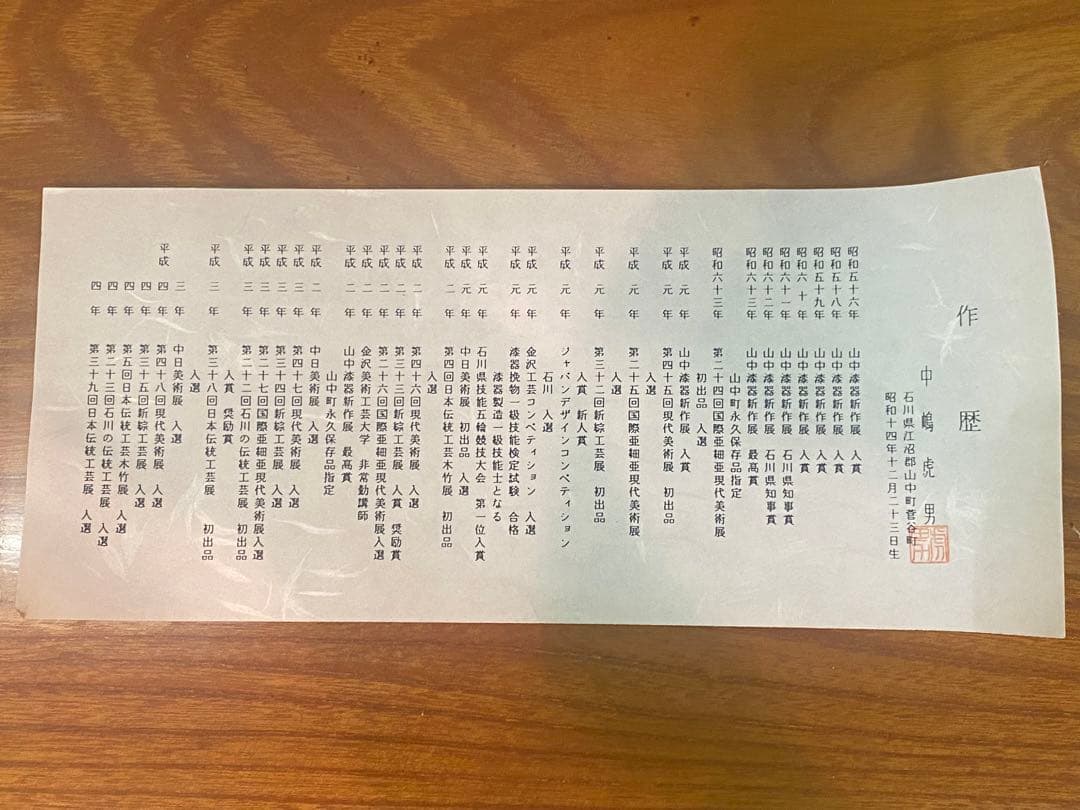 作歴
中嶋虎男
石川県江沼郡山中町菅谷町
昭和十四年十二月二十三日生
昭和五十六年 山中漆器新作展 入賞
昭和五十八年 山中漆器新作展 入賞
昭和五十九年 山中漆器新作展 入賞
昭和六十年 山中漆器新作展 入賞
昭和六十一年 山中漆器新作展 石川県知事賞
昭和六十二年 山中漆器新作展 石川県知事賞
昭和六十三年 山中漆器新作展 最高賞
山中町永久保存品指定
昭和六十三年 第二十四回国際亜細亜現代美術展
初出品 入選
平成元年 山中漆器新作展 入賞
平成元年 第四十五回現代美術展 初出品
入選
平成元年 第二十五回国際亜細亜現代美術展
入選
平成元年 第三十二回新綜工芸展 初出品
入賞 新人賞
平成元年 ジャパンデザインコンペティション
石川 入選
平成元年 金沢工芸コンペティション 入選
平成元年 漆器挽物一級技能検定試験 合格
漆器製造一級技能士となる
平成元年 石川県技能五輪競技大会 第一位入賞
平成元年 中日美術展 初出品 入選
平成二年 第四回日本伝統工芸木竹展 初出品
入選
平成二年 第四十六回現代美術展 入選
平成二年 第三十三回新綜工芸展 入賞 奨励賞
平成二年 第二十六回国際亜細亜現代美術展入選
平成二年 金沢美術工芸大学 非常勤講師
平成二年 山中漆器新作展 最高賞
山中町永久保存品指定
平成二年 中日美術展 入選
平成三年 第四十七回現代美術展 入選
平成三年 第三十四回新綜工芸展 入選
平成三年 第二十七回国際亜細亜現代美術展入選
平成三年 第二十二回石川の伝統工芸展 初出品
入賞 奨励賞
平成三年 第三十八回日本伝統工芸展 初出品
入選
三年 中日美術展 入選
平成四年 第四十八回現代美術展 入選
四年 第三十五回新綜工芸展 入選
四年 第五回日本伝統工芸木竹展 入選
四年 第二十三回石川の伝統工芸展 入選
四年 第三十九回日本伝統工芸展 入選